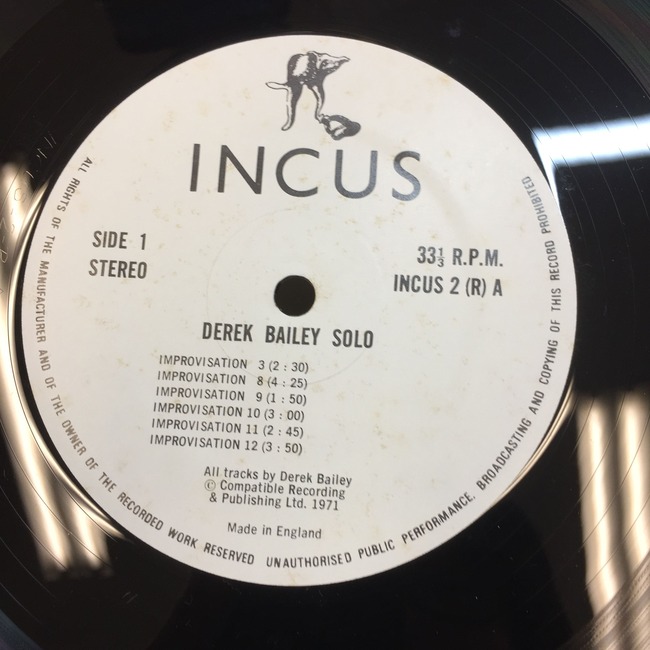 INCUS
SIDE 1
STEREO
33⅓ R.P.M.
INCUS 2 (R) A
DEREK BAILEY SOLO
IMPROVISATION 3 (2 : 30)
IMPROVISATION 8 (4 : 25)
IMPROVISATION 9 (1 : 50)
IMPROVISATION 10 (3 : 00)
IMPROVISATION 11 (2 : 45)
IMPROVISATION 12 (3 : 50)
All tracks by Derek Bailey
© Compatible Recording
& Publishing Ltd. 1971
Made in England
ALL RIGHTS OF THE MANUFACTURER AND OF THE OWNER OF THE RECORDED WORK RESERVED UNAUTHORISED PUBLIC PERFORMANCE, BROADCASTING AND COPYING OF THIS RECORD PROHIBITED